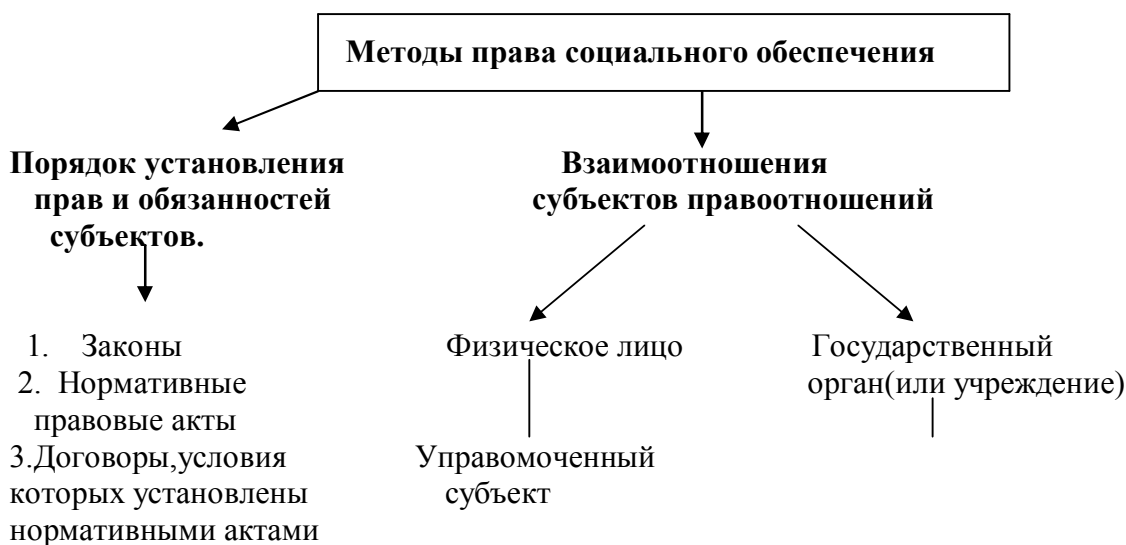 Методы права социального обеспечения
Порядок установления
прав и обязанностей
субъектов.
Взаимоотношения
субъектов правоотношений
1. Законы
2. Нормативные
правовые акты
3.Договоры,условия
которых установлены
нормативными актами
Физическое лицо
Управомоченный
субъект
Государственный
орган(или учреждение)